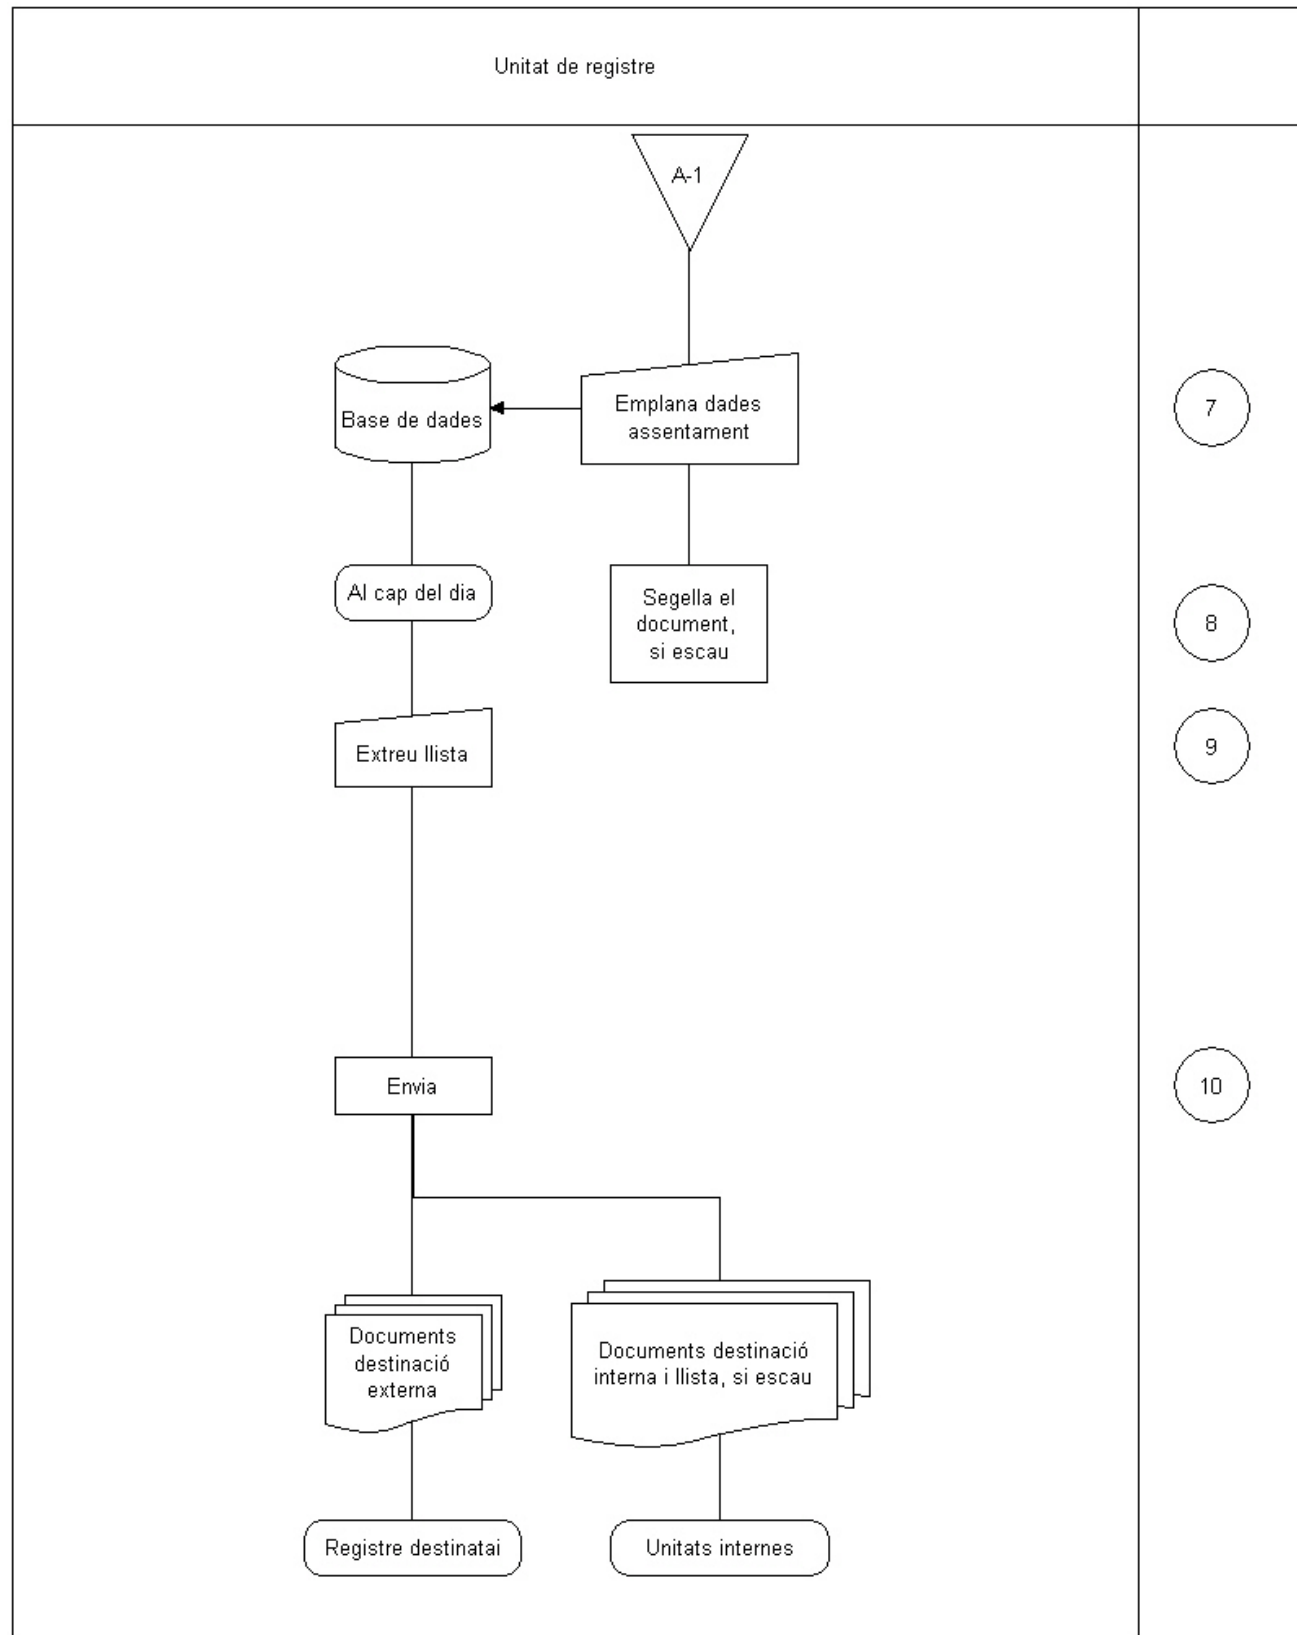 Unitat de registre
A-1
Base de dades
Emplana dades
assentament
7
Al cap del dia
Segella el
document,
si escau
8
Extreu llista
9
Envia
10
Documents
destinació
externa
Documents destinació
interna i llista, si escau
Registre destinatai
Unitats internes